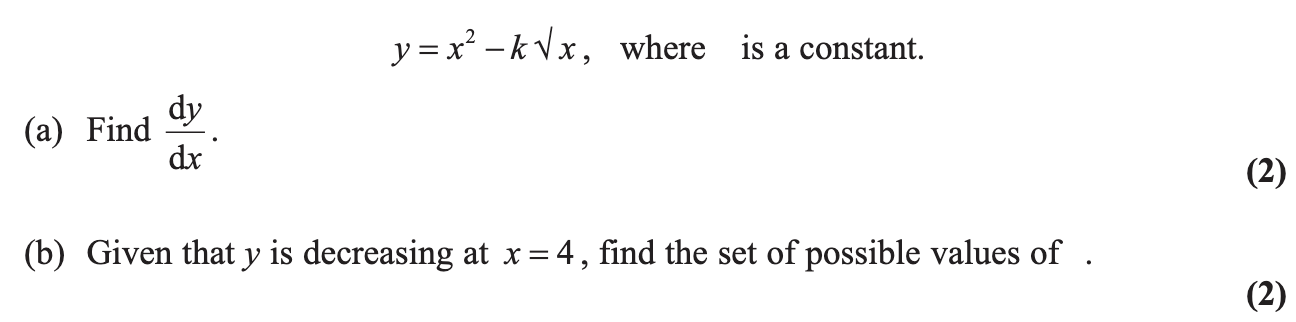 y = x² – k√x, where is a constant.
(a) Find dy/dx.
(2)
(b) Given that y is decreasing at x = 4, find the set of possible values of .
(2)